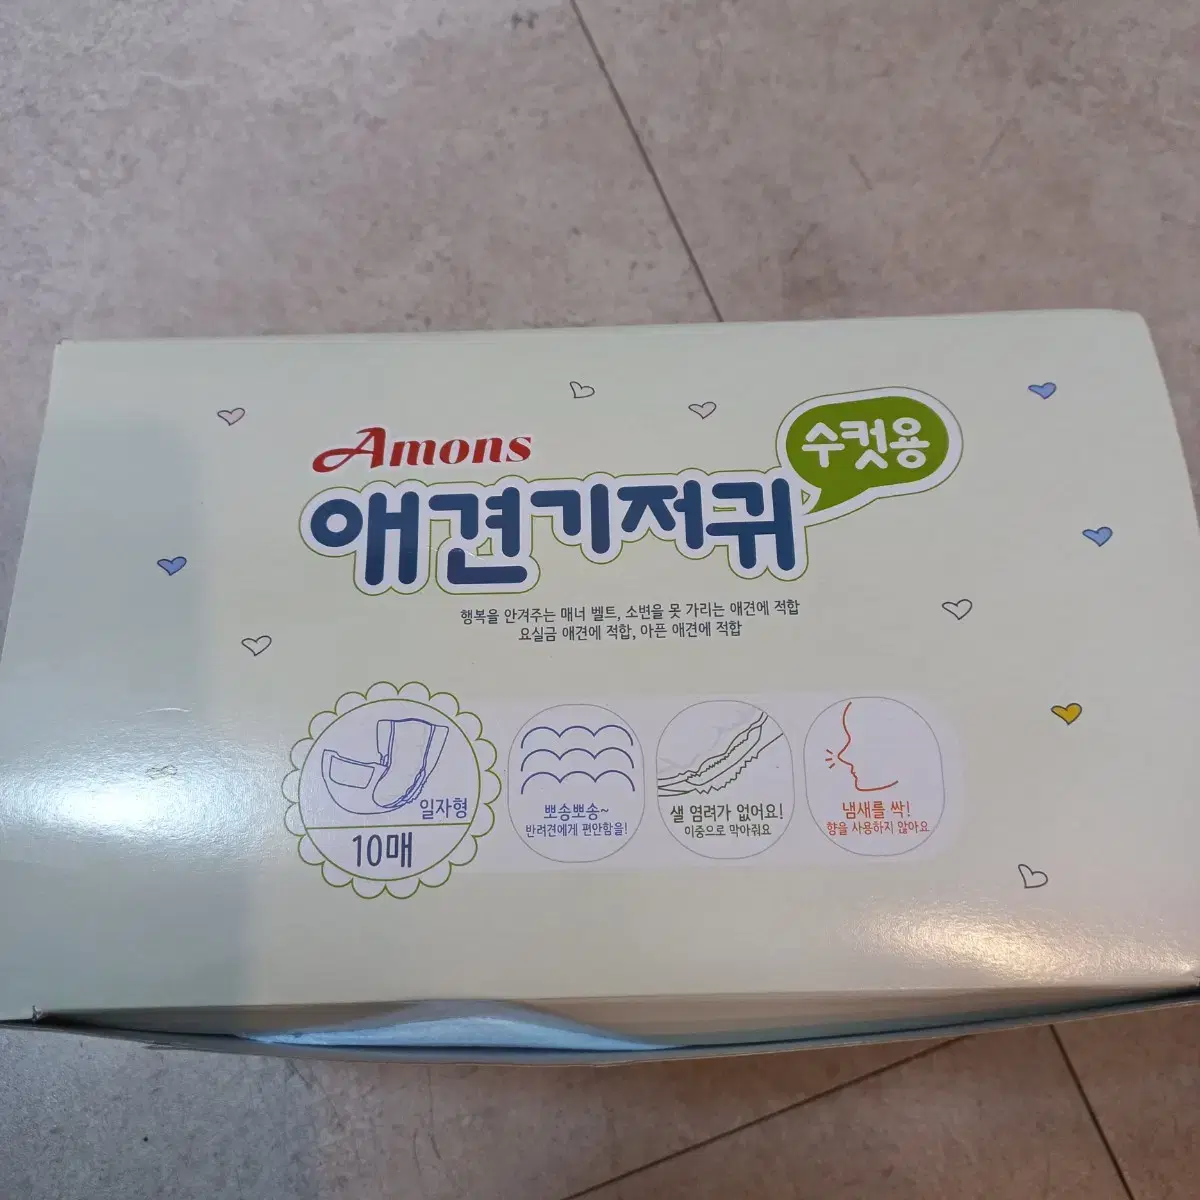 Amons
수컷용
애견기저귀
행복을 안겨주는 매너 벨트, 소변을 못 가리는 애견에 적합
요실금 애견에 적합, 아픈 애견에 적합
일자형
10매
뽀송뽀송~
반려견에게 편안함을!
샐 염려가 없어요!
이중으로 막아줘요
냄새를 싹!
향을 사용하지 않아요